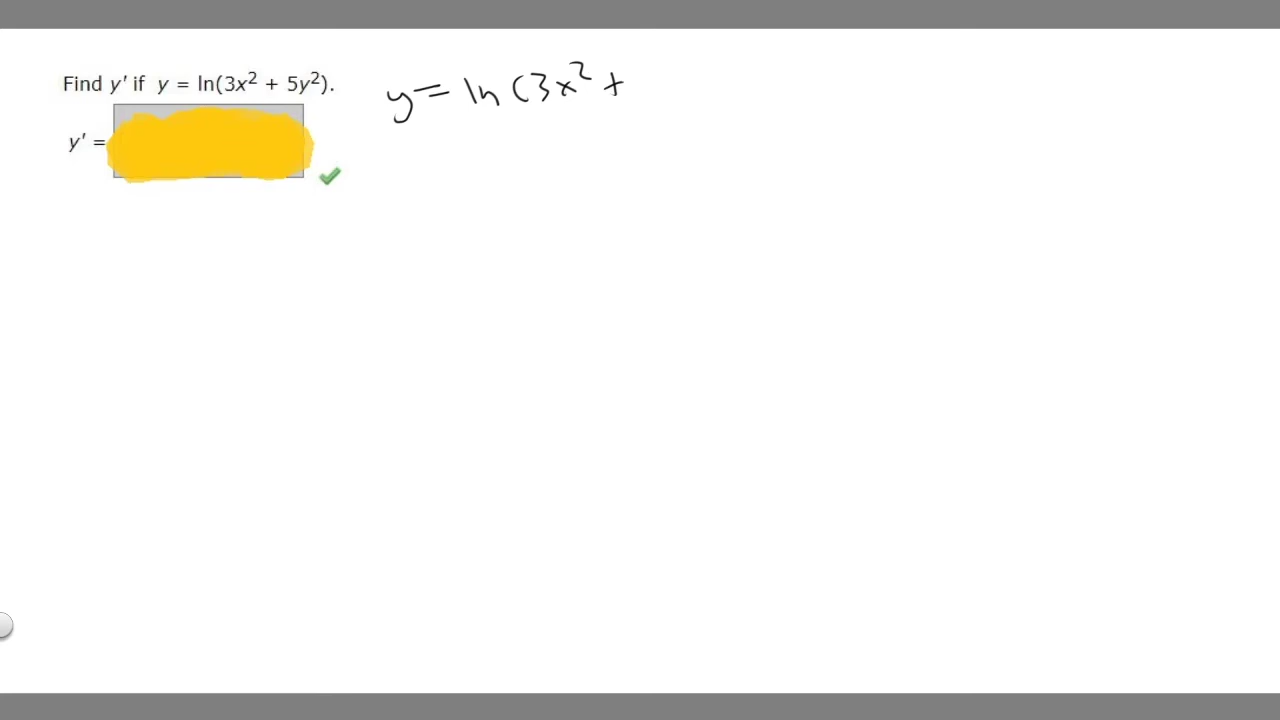 Find y′ if y = ln(3x² + 5y²).
y = ln (3x² +
y′ =